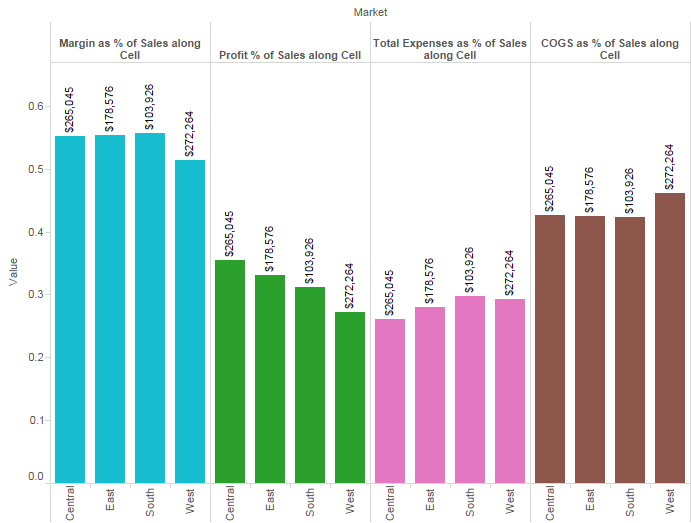 Market
Margin as % of Sales along
Cell
Profit % of Sales along Cell
Total Expenses as % of Sales
along Cell
COGS as % of Sales along
Cell
Value
0.6
0.5
0.4
0.3
0.2
0.1
0.0
$265,045
$178,576
$103,926
$272,264
$265,045
$178,576
$103,926
$272,264
$265,045
$178,576
$103,926
$272,264
$265,045
$178,576
$103,926
$272,264
Central
East
South
West
Central
East
South
West
Central
East
South
West
Central
East
South
West